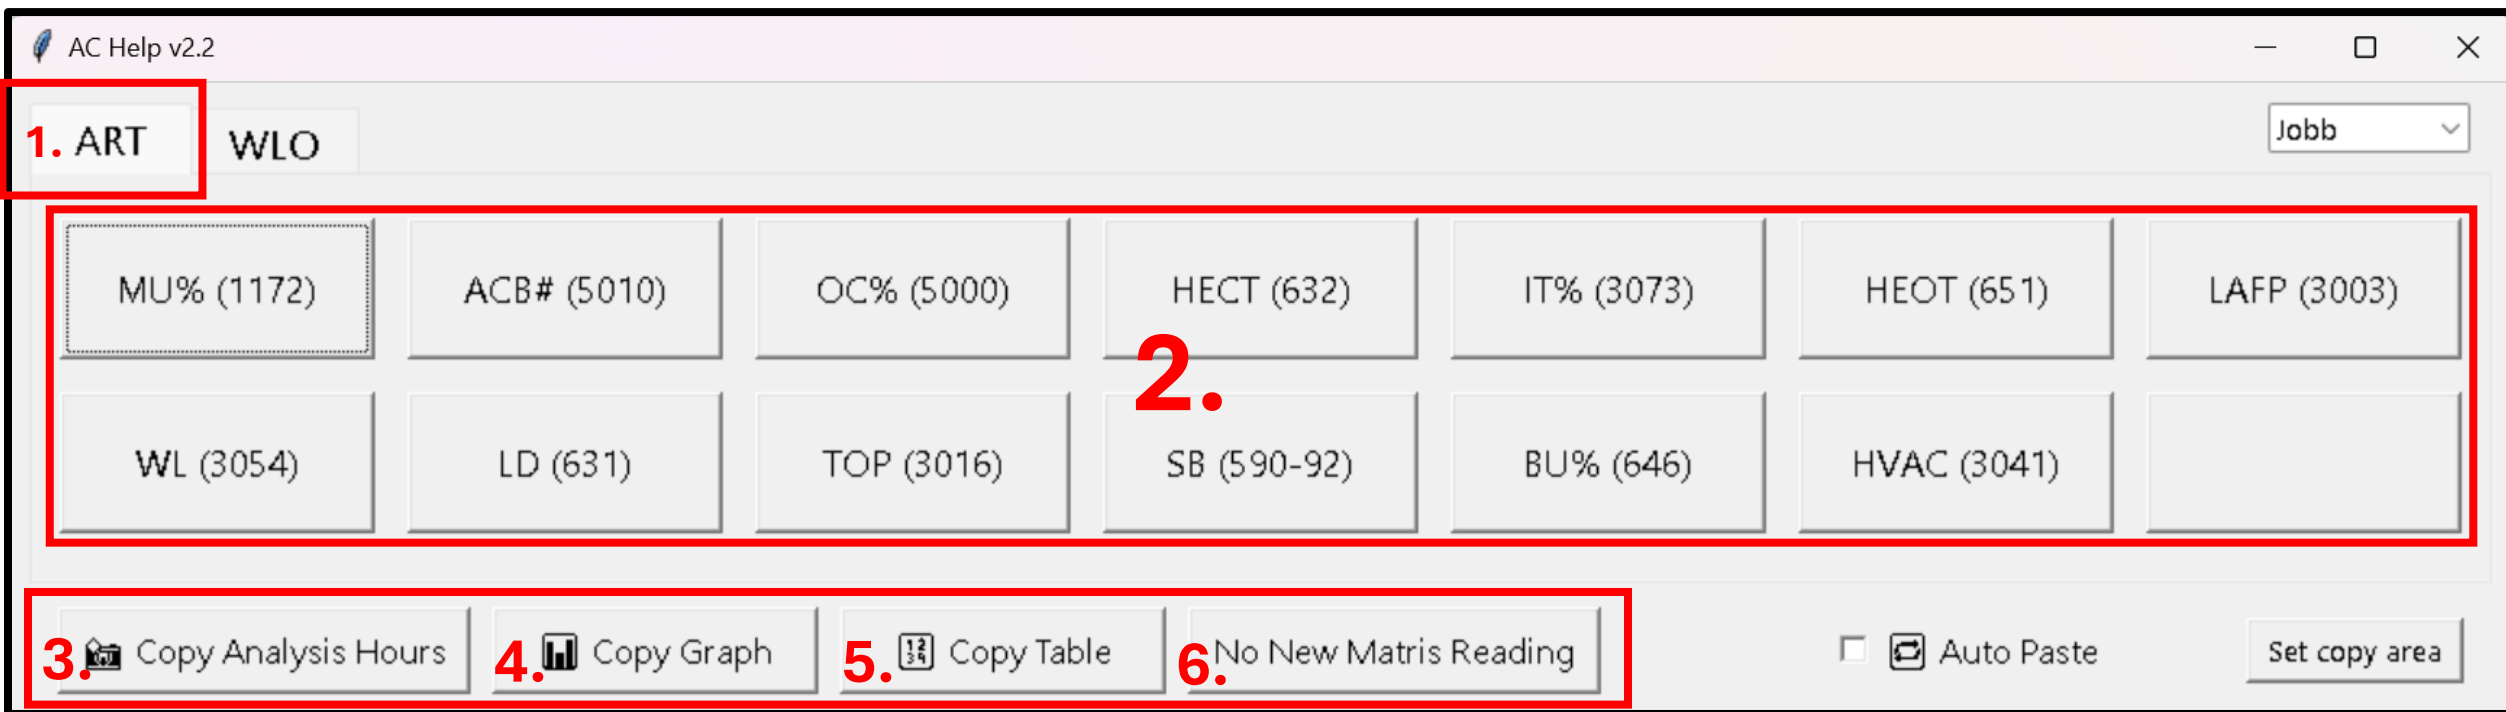 AC Help v2.2
1. ART
WLO
Jobb
MU% (1172)
ACB# (5010)
OC% (5000)
HECT (632)
IT% (3073)
HEOT (651)
LAFP (3003)
2.
WL (3054)
LD (631)
TOP (3016)
SB (590-92)
BU% (646)
HVAC (3041)
3. Copy Analysis Hours
4. Copy Graph
5. 12 34 Copy Table
6. No New Matris Reading
Auto Paste
Set copy area